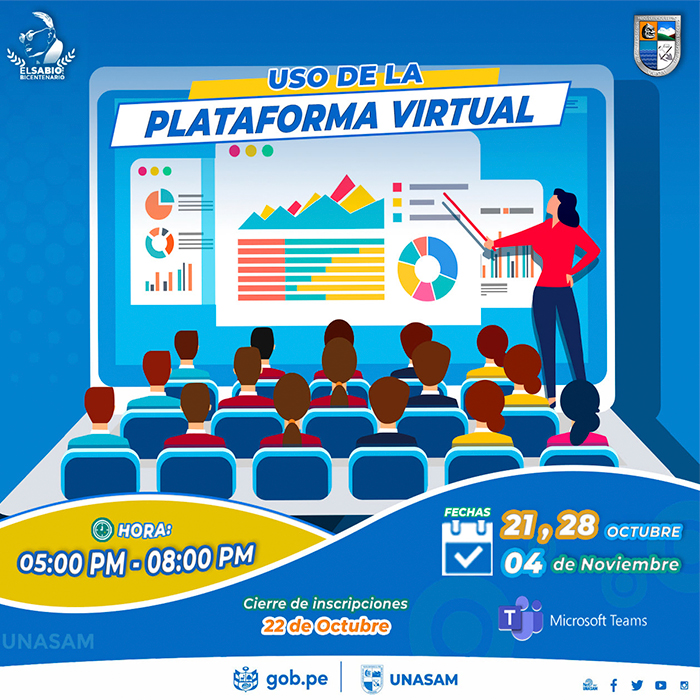 EL SABIO
BICENTENARIO
USO DE LA
PLATAFORMA VIRTUAL
HORA:
05:00 PM - 08:00 PM
FECHAS
21, 28 OCTUBRE
04 de Noviembre
Cierre de inscripciones
22 de Octubre
T
Microsoft Teams
UNASAM
gob.pe
UNASAM